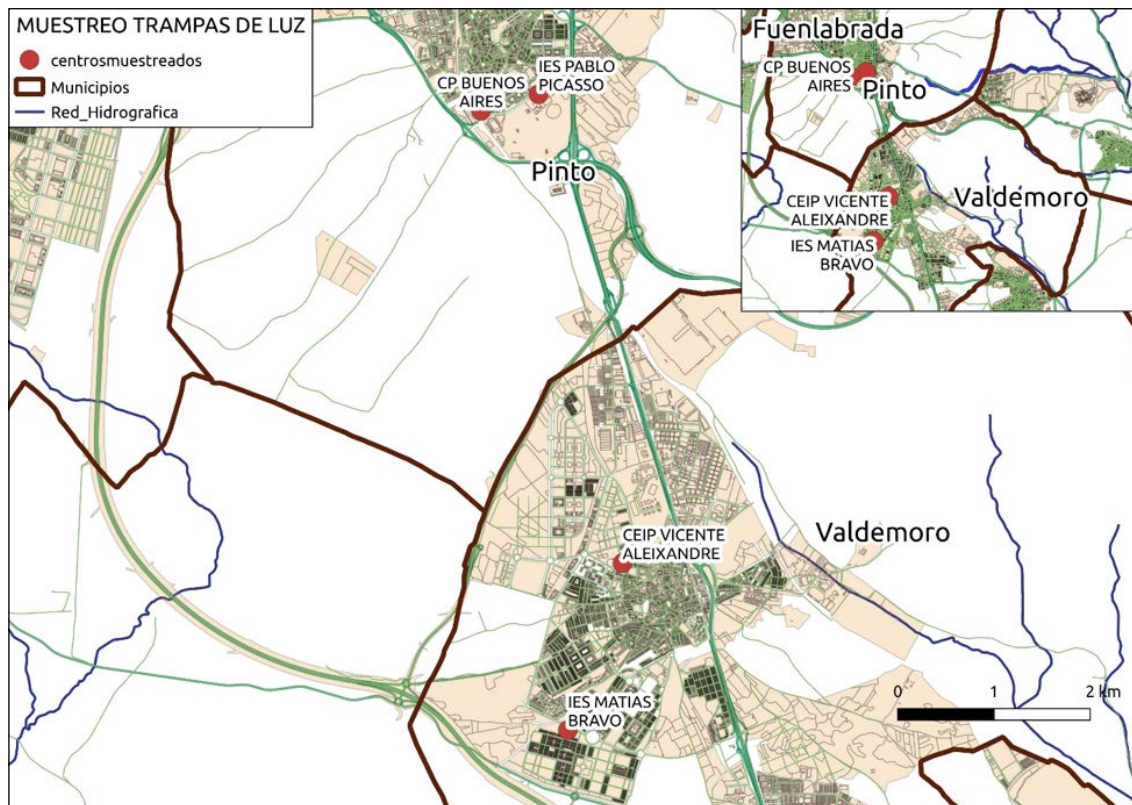 MUESTREO TRAMPAS DE LUZ
centrosmuestreados
Municipios
Red_Hidrografica
CP BUENOS
AIRES
IES PABLO
PICASSO
Pinto
CEIP VICENTE
ALEIXANDRE
Valdemoro
IES MATIAS
BRAVO
0 1 2 km
Fuenlabrada
CP BUENOS
AIRES
Pinto
CEIP VICENTE
ALEIXANDRE
Valdemoro
IES MATIAS
BRAVO